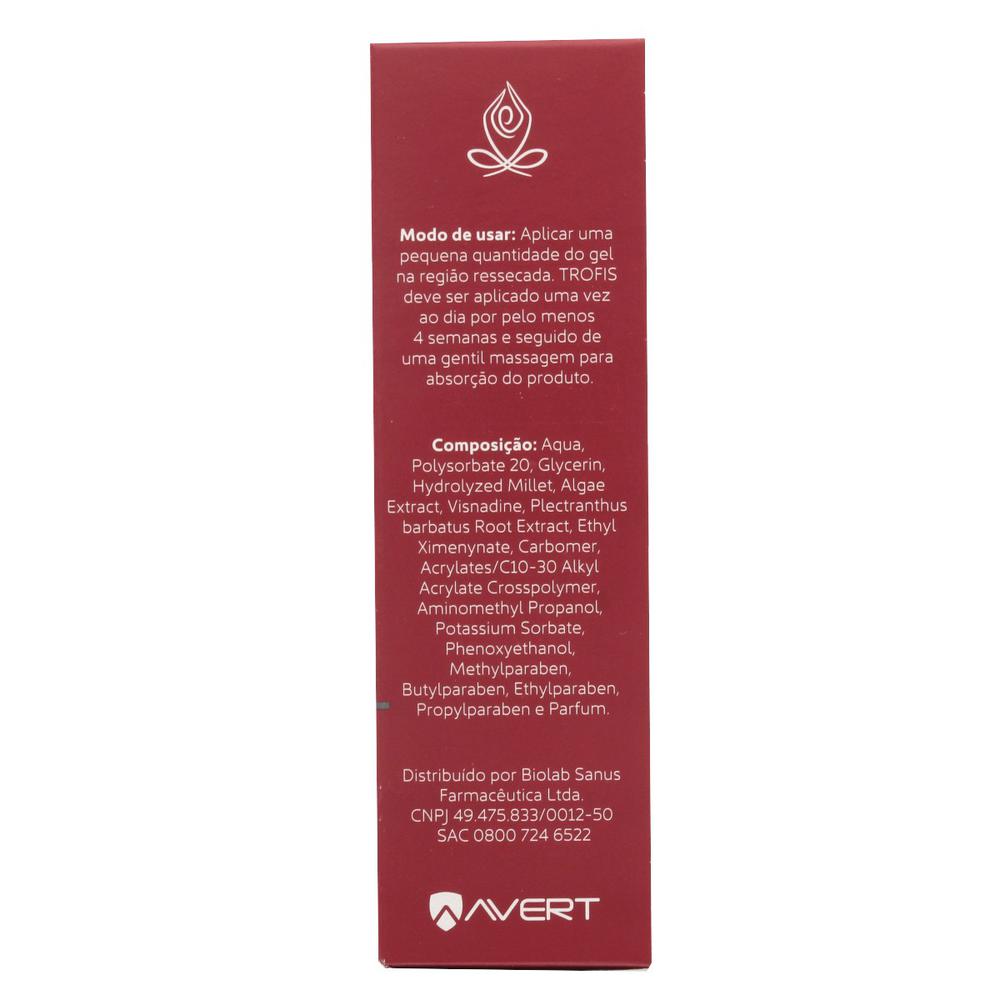 Modo de usar: Aplicar uma
pequena quantidade do gel
na região ressecada. TROFIS
deve ser aplicado uma vez
ao dia por pelo menos
4 semanas e seguido de
uma gentil massagem para
absorção do produto.
Composição: Aqua,
Polysorbate 20, Glycerin,
Hydrolyzed Millet, Algae
Extract, Visnadine, Plectranthus
barbatus Root Extract, Ethyl
Ximenynate, Carbomer,
Acrylates/C10-30 Alkyl
Acrylate Crosspolymer,
Aminomethyl Propanol,
Potassium Sorbate,
Phenoxyethanol,
Methylparaben,
Butylparaben, Ethylparaben,
Propylparaben e Parfum.
Distribuído por Biolab Sanus
Farmacêutica Ltda.
CNPJ 49.475.833/0012-50
SAC 0800 724 6522
AVERT